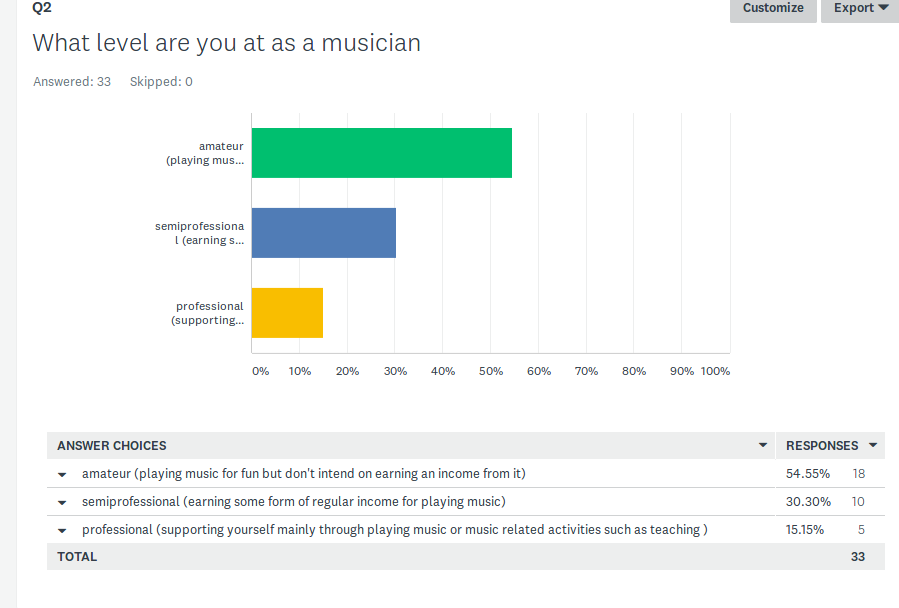 Q2
Customize
Export
What level are you at as a musician
Answered: 33 Skipped: 0
amateur
(playing mus...
semiprofessiona
l (earning s...
professional
(supporting...
0% 10% 20% 30% 40% 50% 60% 70% 80% 90% 100%
ANSWER CHOICES RESPONSES
amateur (playing music for fun but don't intend on earning an income from it) 54.55% 18
semiprofessional (earning some form of regular income for playing music) 30.30% 10
professional (supporting yourself mainly through playing music or music related activities such as teaching ) 15.15% 5
TOTAL 33